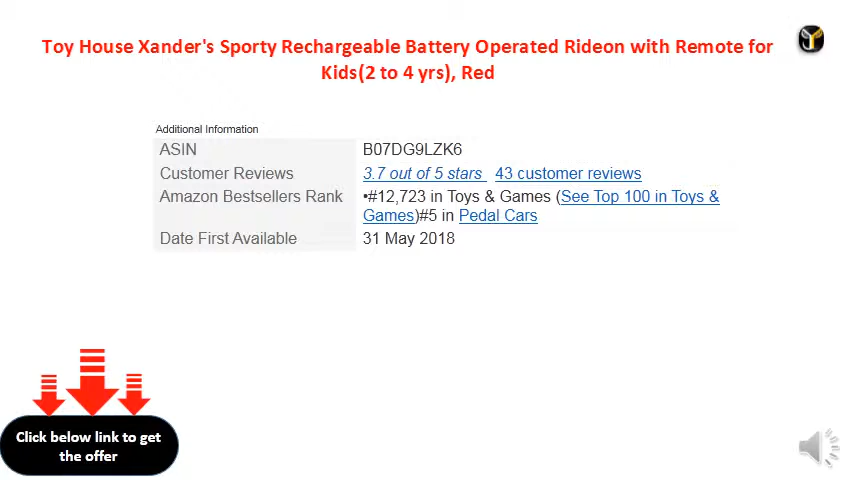 Toy House Xander's Sporty Rechargeable Battery Operated Rideon with Remote for
Kids(2 to 4 yrs), Red
Additional Information
ASIN B07DG9LZK6
Customer Reviews 3.7 out of 5 stars 43 customer reviews
Amazon Bestsellers Rank •#12,723 in Toys & Games (See Top 100 in Toys &
Games)#5 in Pedal Cars
Date First Available 31 May 2018
Click below link to get
the offer